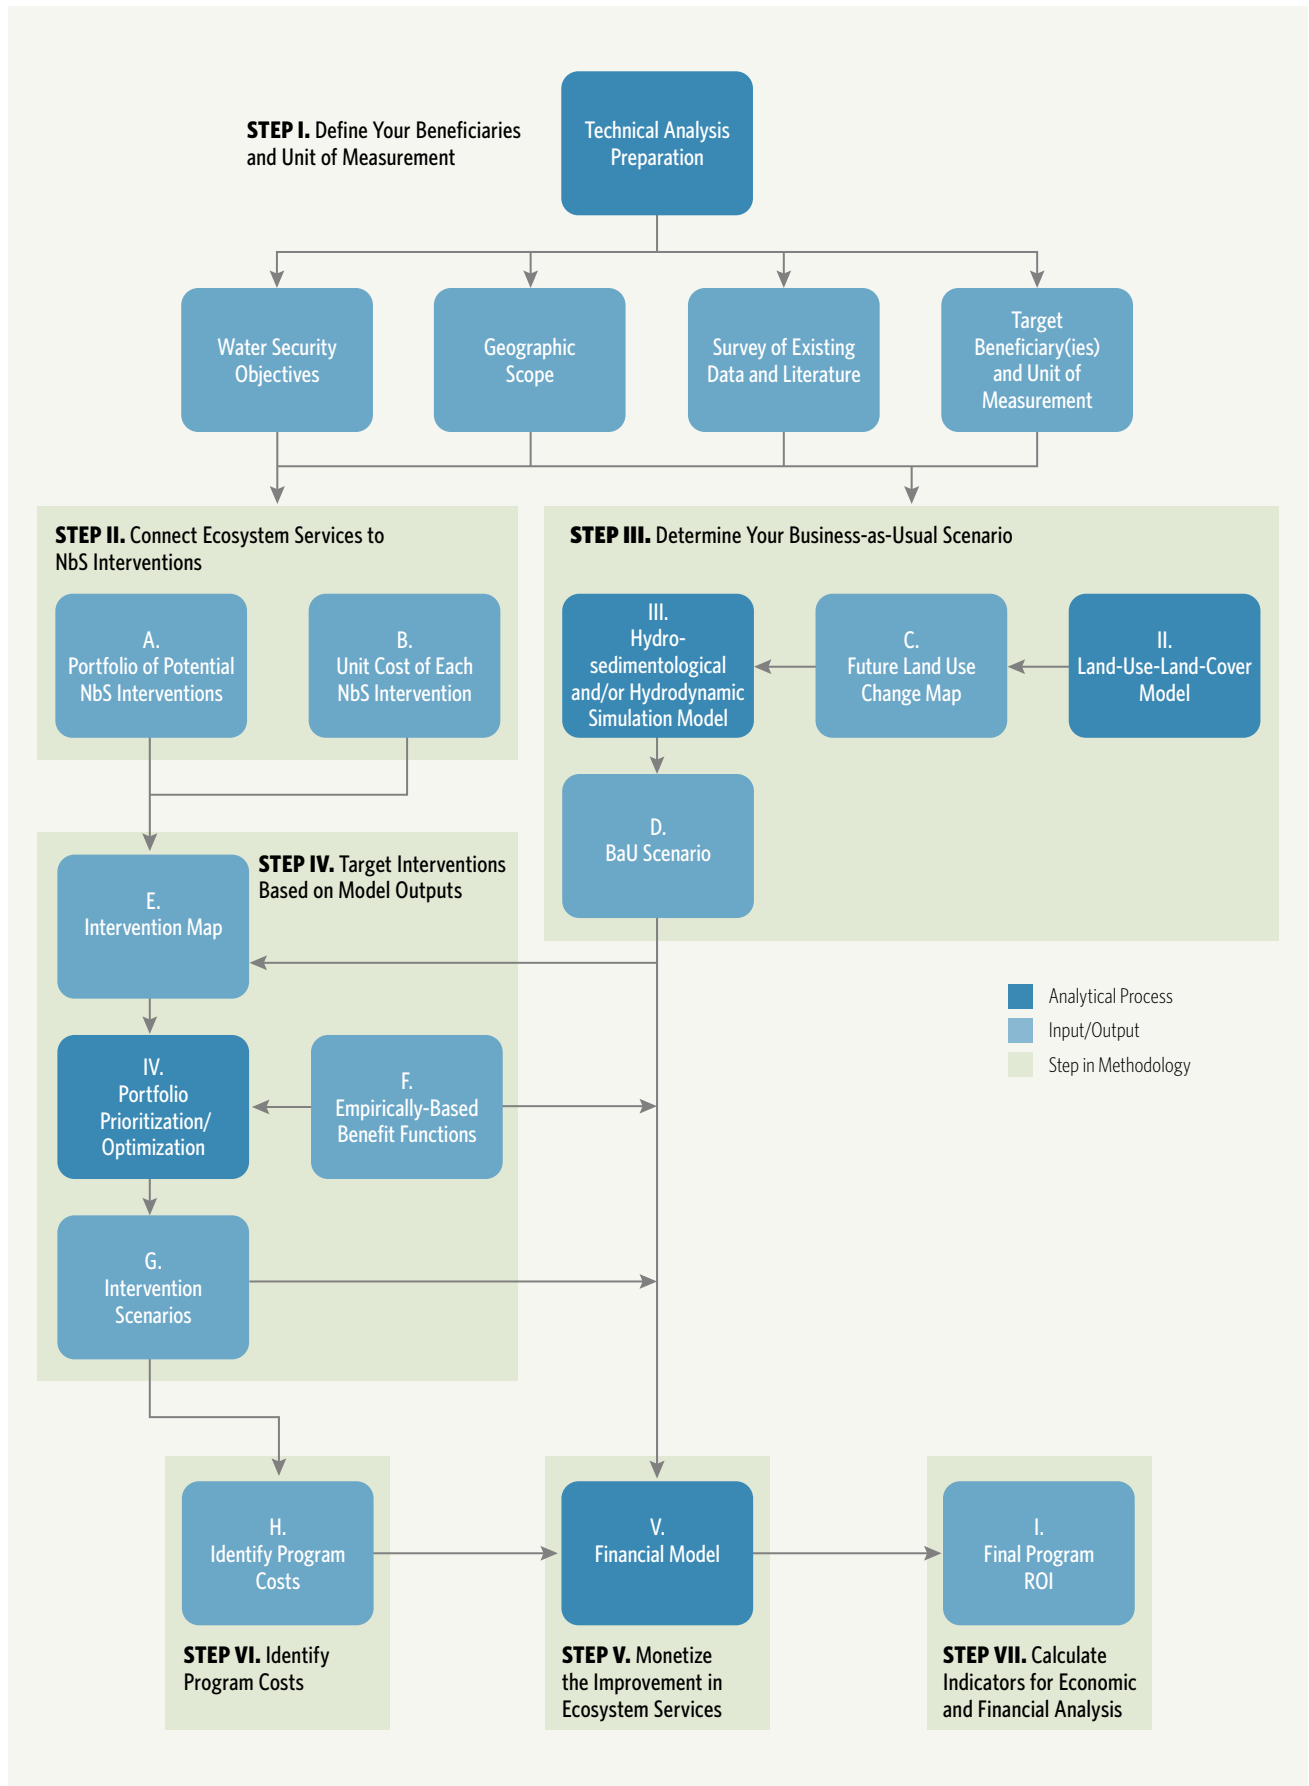 STEP I. Define Your Beneficiaries
and Unit of Measurement
Technical Analysis
Preparation
Water Security
Objectives
Geographic
Scope
Survey of Existing
Data and Literature
Target
Beneficiary(ies)
and Unit of
Measurement
STEP II. Connect Ecosystem Services to
NbS Interventions
A.
Portfolio of Potential
NbS Interventions
B.
Unit Cost of Each
NbS Intervention
STEP III. Determine Your Business-as-Usual Scenario
III.
Hydro-
sedimentological
and/or Hydrodynamic
Simulation Model
C.
Future Land Use
Change Map
II.
Land-Use-Land-Cover
Model
D.
BaU Scenario
STEP IV. Target Interventions
Based on Model Outputs
E.
Intervention Map
IV.
Portfolio
Prioritization/
Optimization
F.
Empirically-Based
Benefit Functions
G.
Intervention
Scenarios
Analytical Process
Input/Output
Step in Methodology
H.
Identify Program
Costs
STEP VI. Identify
Program Costs
V.
Financial Model
STEP V. Monetize
the Improvement in
Ecosystem Services
I.
Final Program
ROI
STEP VII. Calculate
Indicators for Economic
and Financial Analysis